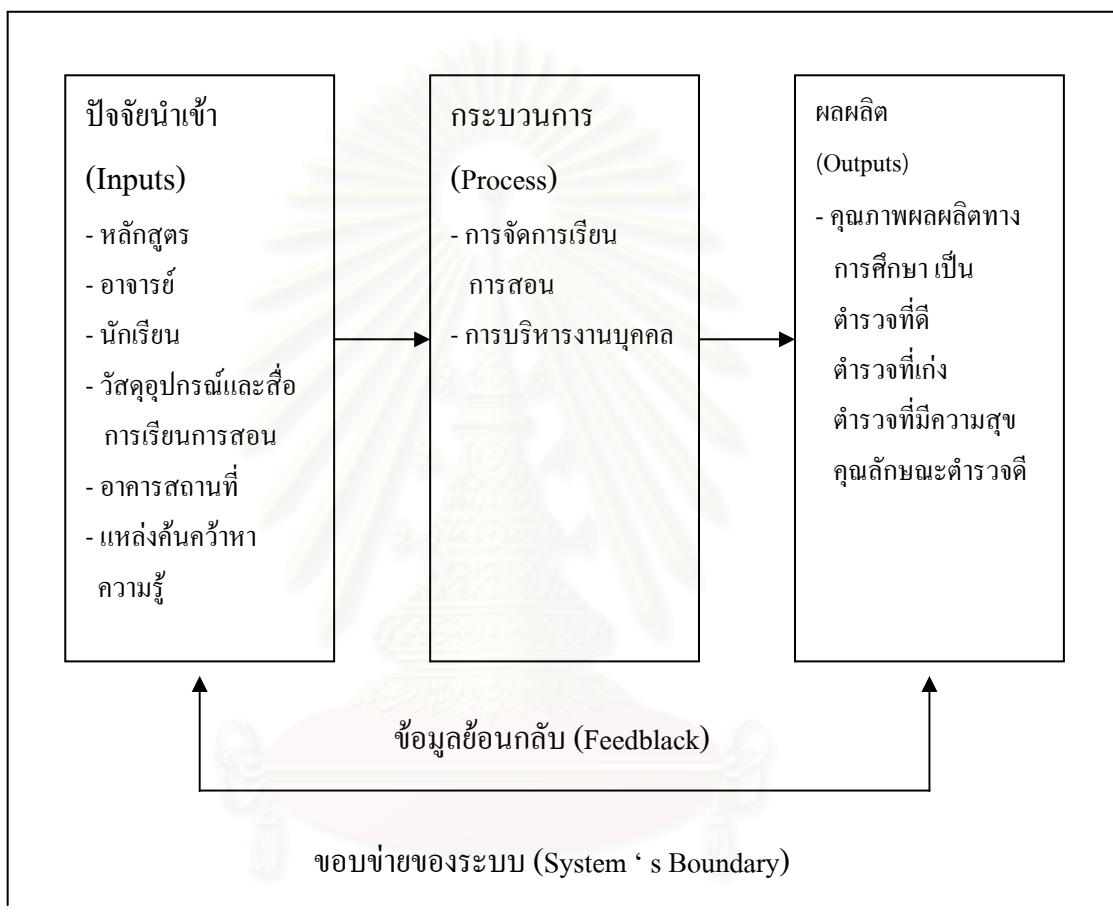 ปัจจัยนำเข้า
(Inputs)
- หลักสูตร
- อาจารย์
- นักเรียน
- วัสดุอุปกรณ์และสื่อ
การเรียนการสอน
- อาคารสถานที่
- แหล่งค้นคว้าหา
ความรู้
กระบวนการ
(Process)
- การจัดการเรียน
การสอน
- การบริหารงานบุคคล
ผลผลิต
(Outputs)
- คุณภาพผลผลิตทาง
การศึกษา เป็น
ตำรวจที่ดี
ตำรวจที่เก่ง
ตำรวจที่มีความสุข
คุณลักษณะตำรวจดี
ข้อมูลย้อนกลับ (Feedblack)
ขอบข่ายของระบบ (System ‘ s Boundary)